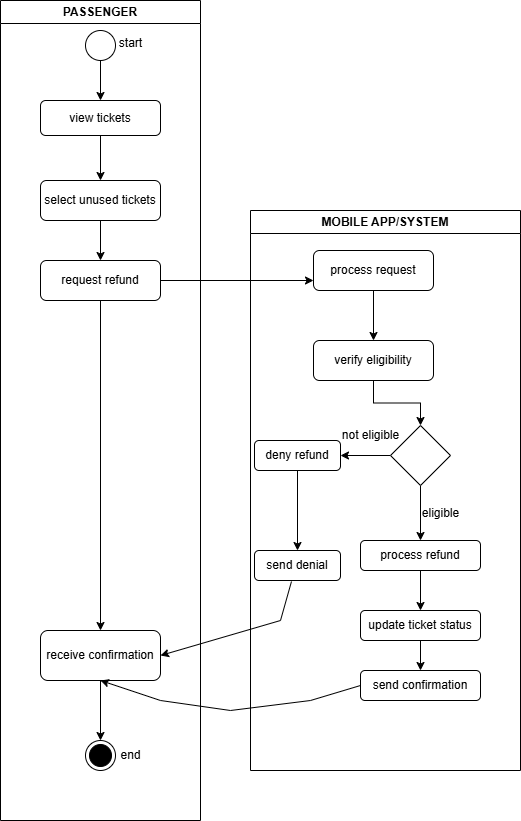 PASSENGER
start
view tickets
select unused tickets
request refund
MOBILE APP/SYSTEM
process request
verify eligibility
not eligible
deny refund
eligible
send denial
process refund
update ticket status
receive confirmation
send confirmation
end